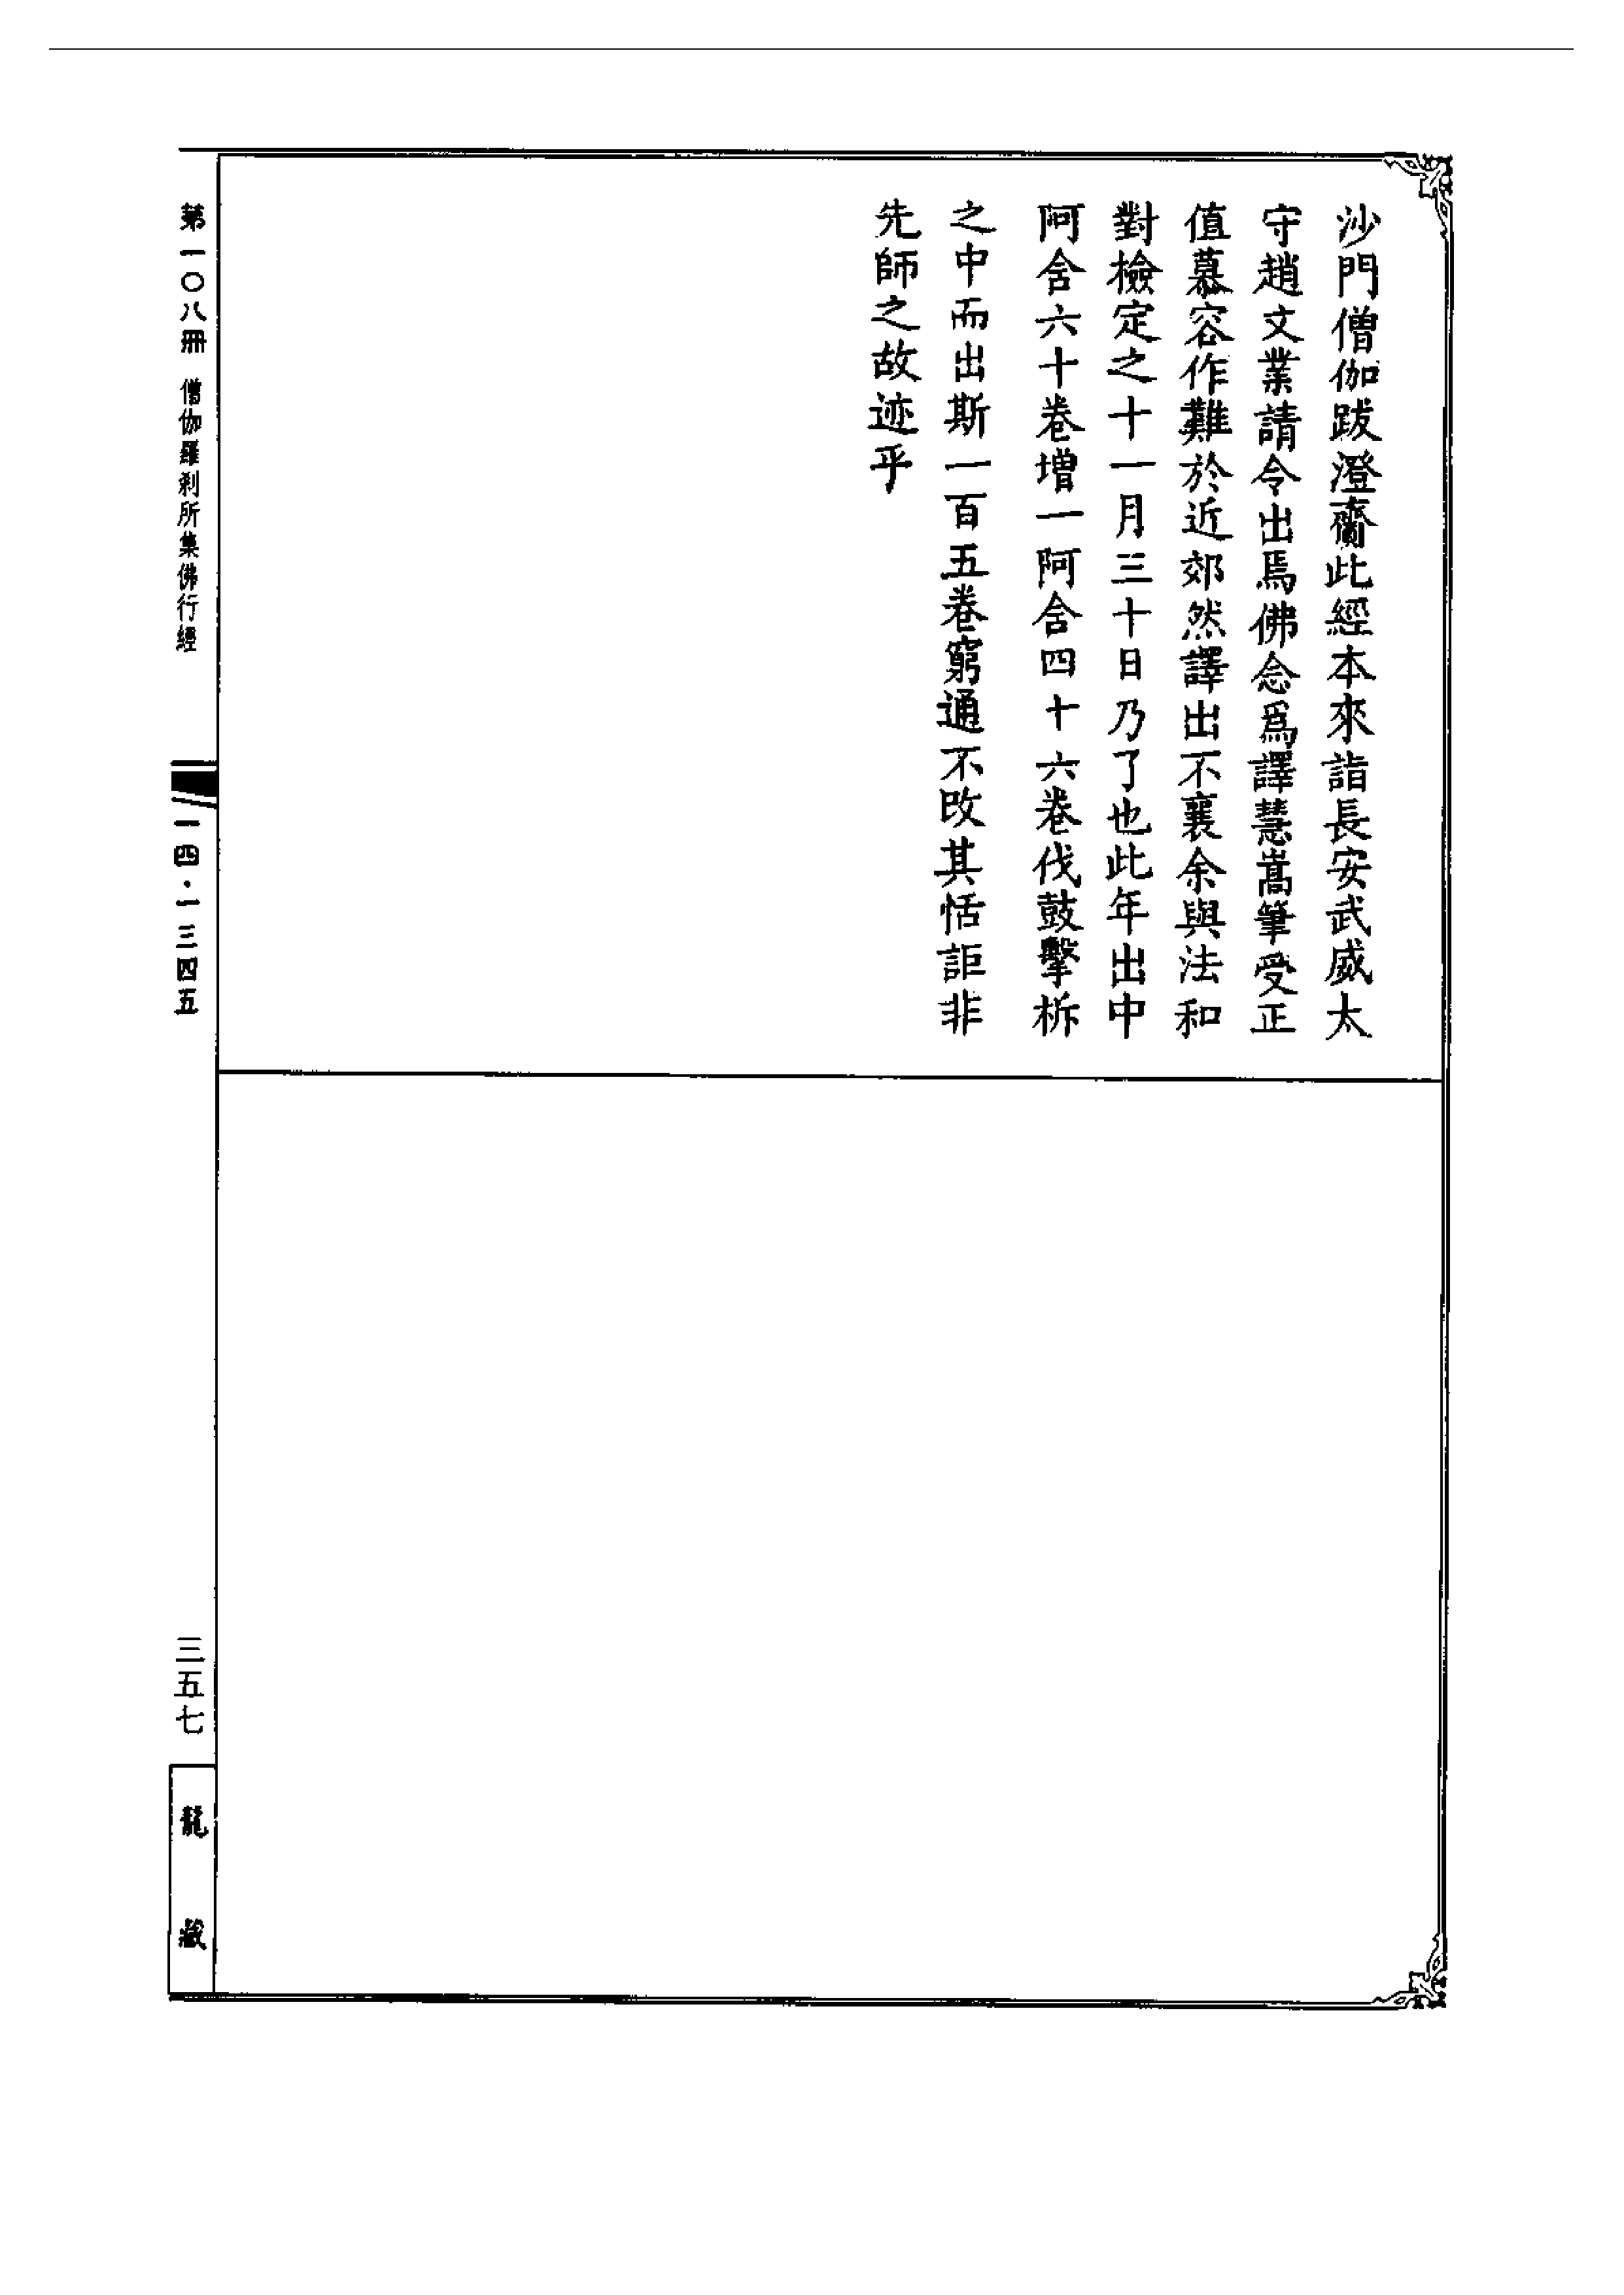 沙門僧伽跋澄齎此經本來詣長安武威太
守趙文業請令出焉佛念爲譯慧嵩筆受正
值慕容作難於近郊然譯出不襄余與法和
對檢定之十一月三十日乃了也此年出中
阿含六十卷增一阿含四十六卷伐鼓擊柝
之中而出斯一百五卷窮通不改其恬詎非
先師之故迹乎
第一〇八冊 僧伽羅刹所集佛行經
一四·一三四五
三五七
龍藏